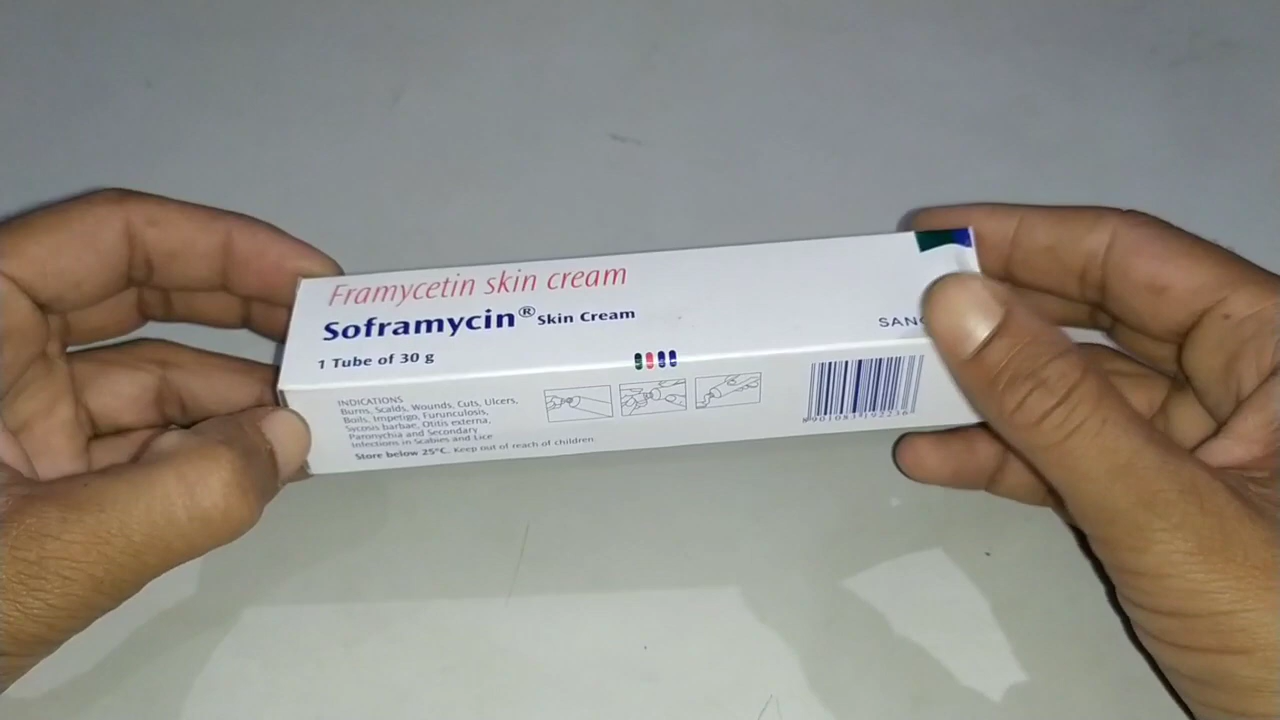 Framycetin skin cream
Soframycin® Skin Cream
1 Tube of 30 g
SANO
INDICATIONS
Burns, Scalds, Wounds, Cuts, Ulcers,
Boils, Impetigo, Furunculosis,
Sycosis barbae, Otitis externa,
Paronychia and Secondary
Infections in Scabies and Lice
Store below 25°C. Keep out of reach of children.